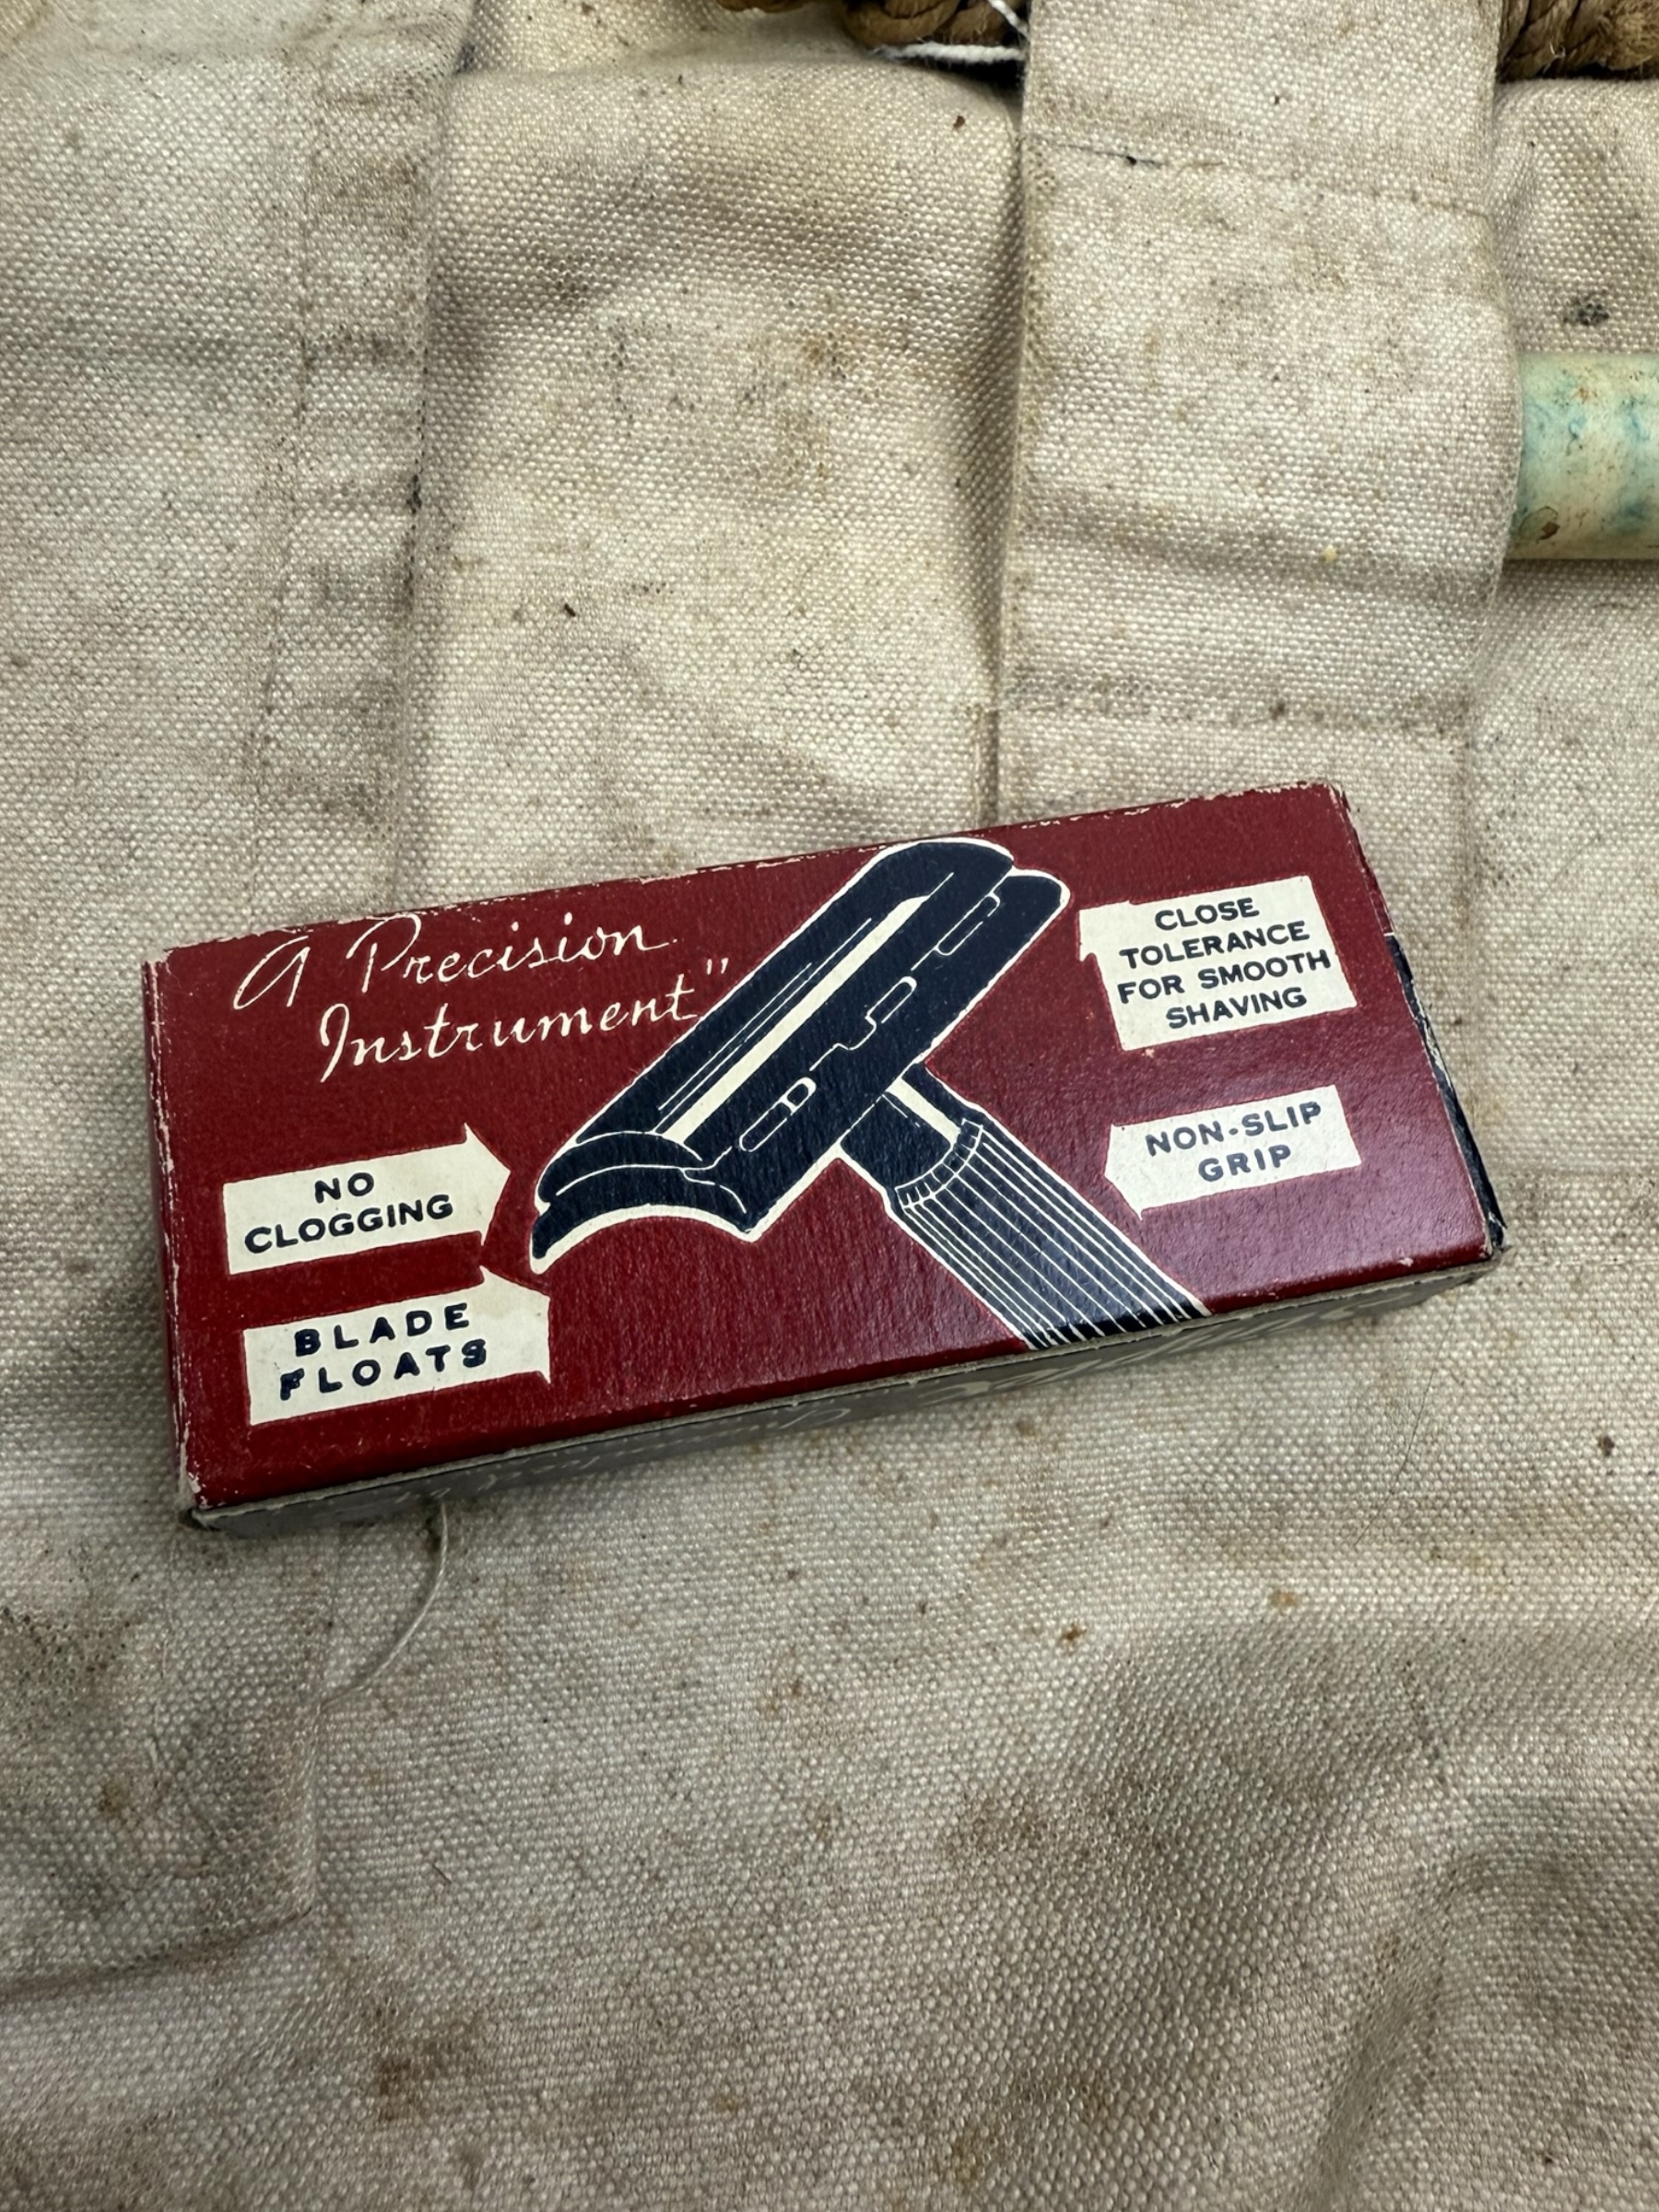 A Precision
Instrument"
NO
CLOGGING
BLADE
FLOATS
CLOSE
TOLERANCE
FOR SMOOTH
SHAVING
NON-SLIP
GRIP